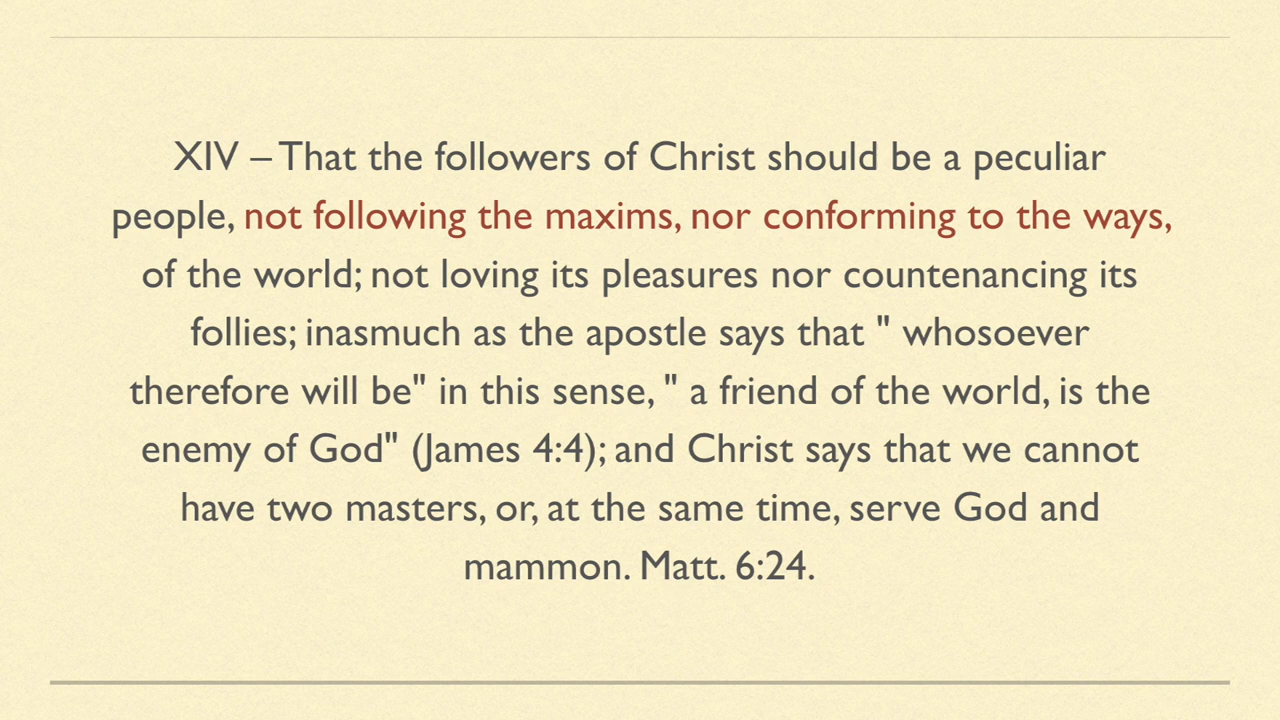 XIV – That the followers of Christ should be a peculiar
people, not following the maxims, nor conforming to the ways,
of the world; not loving its pleasures nor countenancing its
follies; inasmuch as the apostle says that " whosoever
therefore will be" in this sense, " a friend of the world, is the
enemy of God" (James 4:4); and Christ says that we cannot
have two masters, or, at the same time, serve God and
mammon. Matt. 6:24.